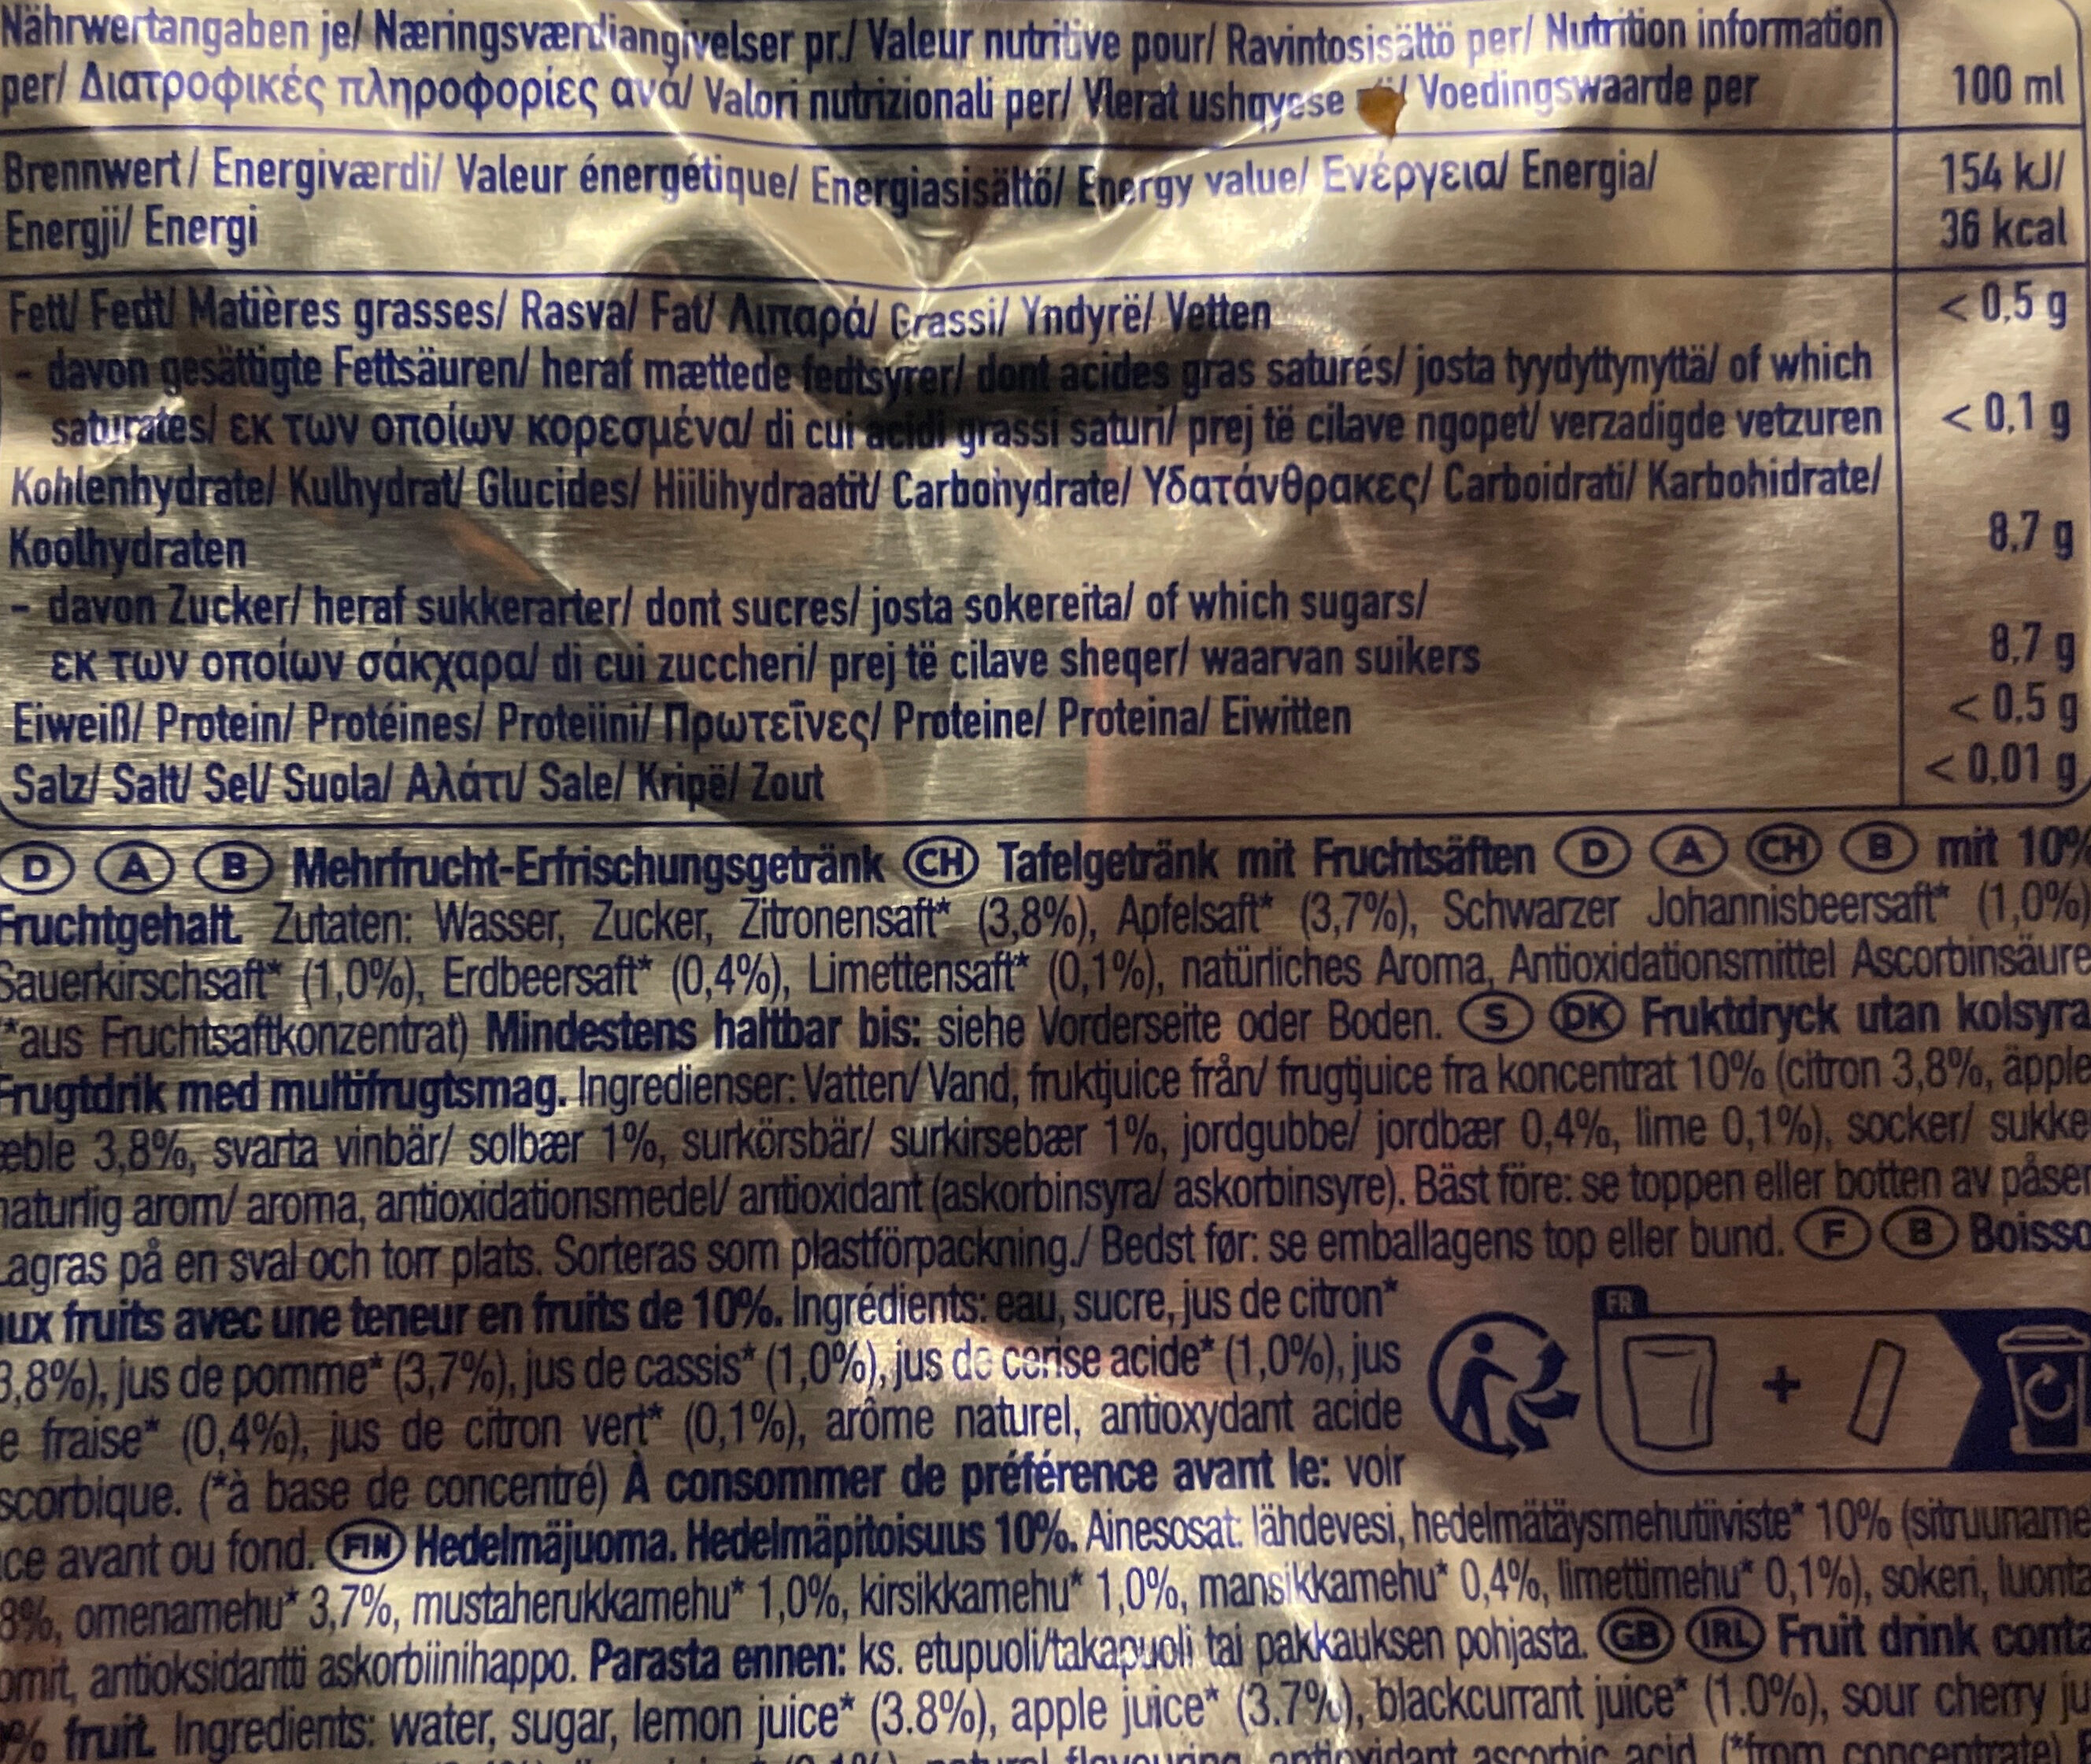 Nährwertangaben je/ Næringsværdiangivelser pr./ Valeur nutritive pour/ Ravintosisältö per/ Nutrition information
per/ Διατροφικές πληροφορίες ανά/ Valori nutrizionali per/ Vlerat ushqyese / Voedingswaarde per
100 ml
Brennwert/ Energiværdi/ Valeur énergétique/ Energiasisältö/ Energy value/ Ενέργεια/ Energia/
Energji/ Energi
154 kJ/
36 kcal
Fett/ Fedt/ Matières grasses/ Rasva/ Fat/ Λιπαρά/ Grassi/ Yndyrë/ Vetten
< 0,5 g
- davon gesättigte Fettsäuren/ heraf mættede fedtsyrer/ dont acides gras saturés/ josta tyydyttynyttä/ of which
saturates/ εκ των οποίων κορεσμένα/ di cui acidi grassi saturi/ prej të cilave ngopet/ verzadigde vetzuren
< 0,1 g
Kohlenhydrate/ Kulhydrat/ Glucides/ Hiilihydraatit/ Carbohydrate/ Υδατάνθρακες/ Carboidrati/ Karbohidrate/
Koolhydraten
8,7 g
- davon Zucker/ heraf sukkerarter/ dont sucres/ josta sokereita/ of which sugars/
εκ των οποίων σάκχαρα/ di cui zuccheri/ prej të cilave sheqer/ waarvan suikers
8,7 g
Eiweiß/ Protein/ Protéines/ Proteiini/ Πρωτεΐνες/ Proteine/ Proteina/ Eiwitten
< 0,5 g
Salz/ Salt/ Sel/ Suola/ Αλάτι/ Sale/ Kripë/ Zout
< 0,01 g
D A B Mehrfrucht-Erfrischungsgetränk CH Tafelgetränk mit Fruchtsäften D A CH B mit 10%
Fruchtgehalt. Zutaten: Wasser, Zucker, Zitronensaft* (3,8%), Apfelsaft* (3,7%), Schwarzer Johannisbeersaft* (1,0%)
Sauerkirschsaft* (1,0%), Erdbeersaft* (0,4%), Limettensaft* (0,1%), natürliches Aroma, Antioxidationsmittel Ascorbinsäure
*aus Fruchtsaftkonzentrat) Mindestens haltbar bis: siehe Vorderseite oder Boden. S DK Fruktdryck utan kolsyra
Frugtdrik med multifrugtsmag. Ingredienser: Vatten/ Vand, fruktjuice från/ frugtjuice fra koncentrat 10% (citron 3,8%, äpple
æble 3,8%, svarta vinbär/ solbær 1%, surkörsbär/ surkirsebær 1%, jordgubbe/ jordbær 0,4%, lime 0,1%), socker/ sukke
naturlig arom/ aroma, antioxidationsmedel/ antioxidant (askorbinsyra/ askorbinsyre). Bäst före: se toppen eller botten av påsen
Lagras på en sval och torr plats. Sorteras som plastförpackning./ Bedst før: se emballagens top eller bund. F B Boisso
ux fruits avec une teneur en fruits de 10%. Ingrédients: eau, sucre, jus de citron*
3,8%), jus de pomme* (3,7%), jus de cassis* (1,0%), jus de cerise acide* (1,0%), jus
e fraise* (0,4%), jus de citron vert* (0,1%), arôme naturel, antioxydant acide
scorbique. (*à base de concentré) À consommer de préférence avant le: voir
FR
+
ce avant ou fond. FIN Hedelmäjuoma. Hedelmäpitoisuus 10%. Ainesosat: lähdevesi, hedelmätäysmehutiiviste* 10% (sitruuname
8%, omenamehu* 3,7%, mustaherukkamehu* 1,0%, kirsikkamehu* 1,0%, mansikkamehu* 0,4%, limettimehu* 0,1%), sokeri, luonta
omit, antioksidantti askorbiinihappo. Parasta ennen: ks. etupuoli/takapuoli tai pakkauksen pohjasta. GB IRL Fruit drink conta
% fruit. Ingredients: water, sugar, lemon juice* (3.8%), apple juice* (3.7%), blackcurrant juice* (1.0%), sour cherry ju
natural flavouring, antioxidant ascorbic acid (*from concentrate)